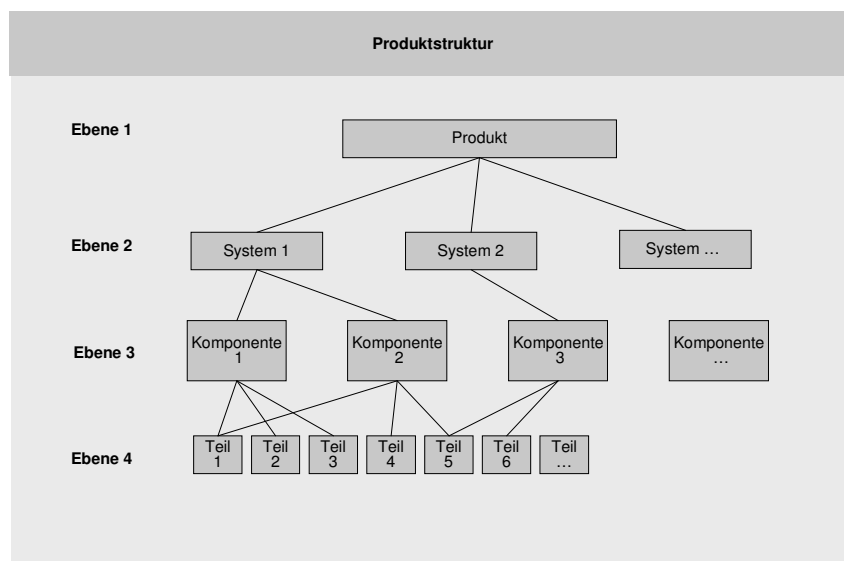 Produktstruktur
Ebene 1
Produkt
Ebene 2
System 1
System 2
System …
Ebene 3
Komponente
1
Komponente
2
Komponente
3
Komponente
…
Ebene 4
Teil
1
Teil
2
Teil
3
Teil
4
Teil
5
Teil
6
Teil
…